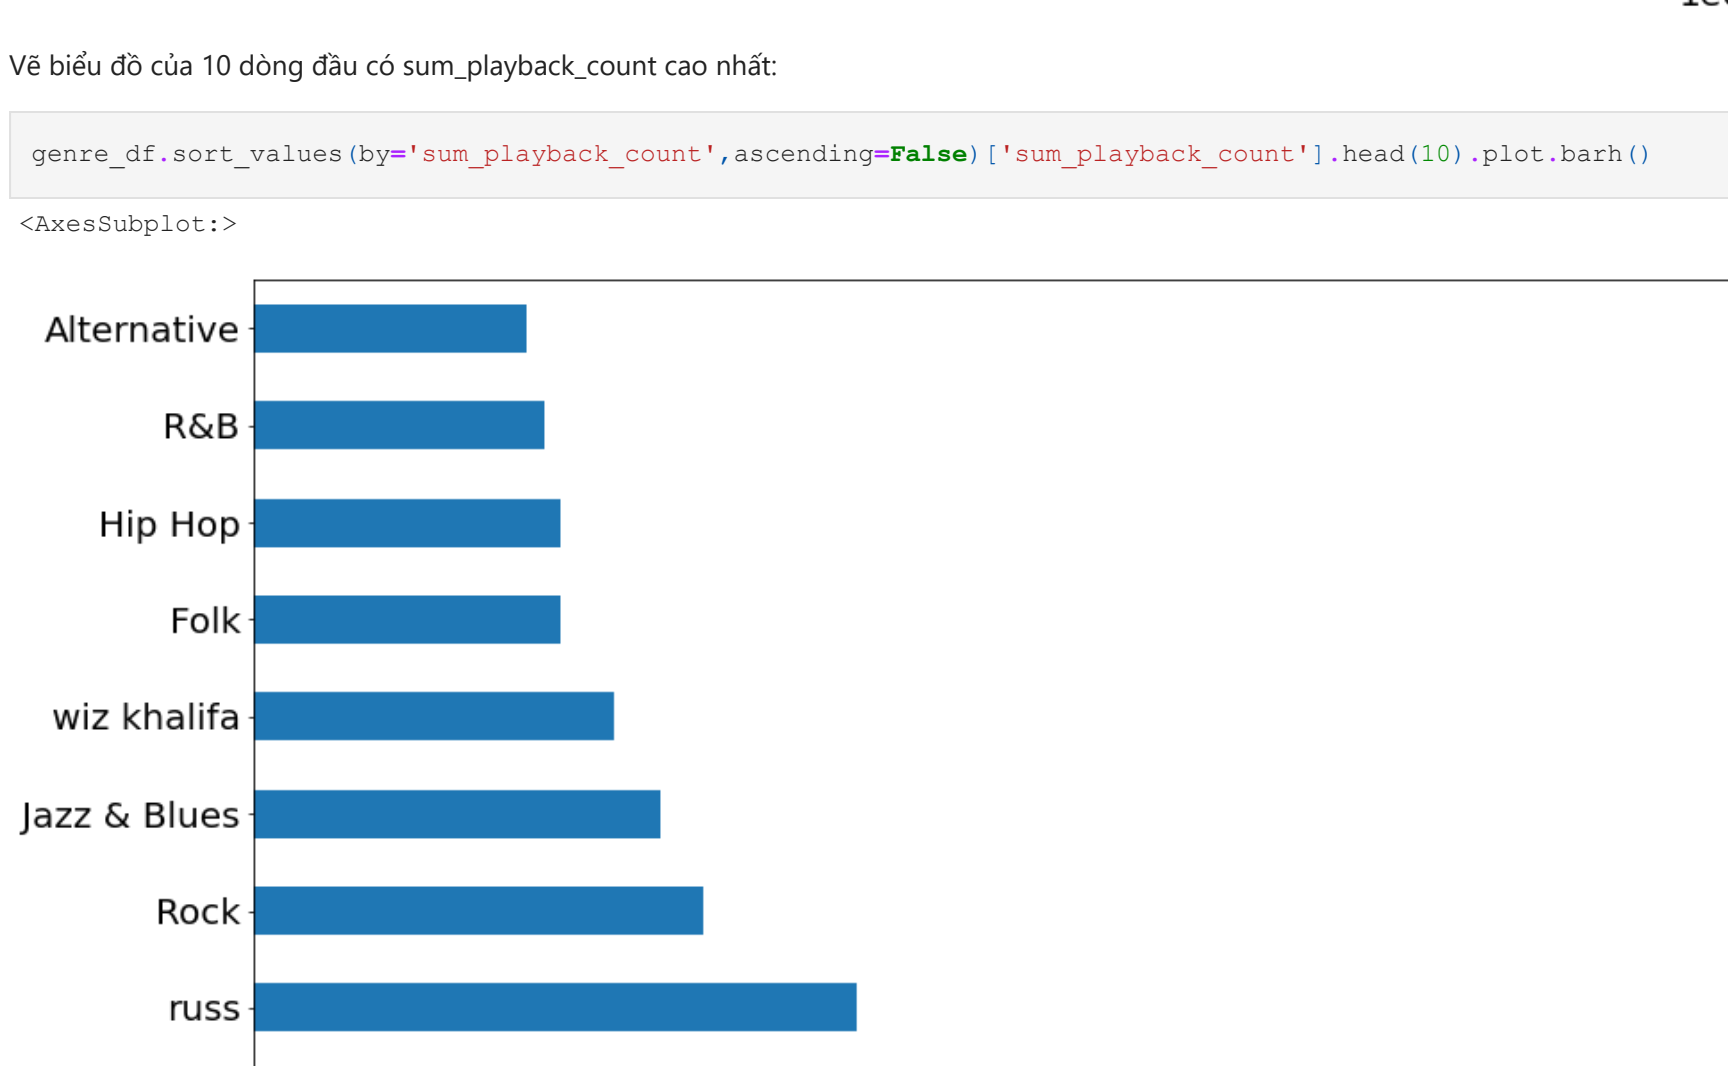 Vẽ biểu đồ của 10 dòng đầu có sum_playback_count cao nhất:
genre_df.sort_values(by='sum_playback_count',ascending=False)['sum_playback_count'].head(10).plot.barh()
<AxesSubplot:>
Alternative
R&B
Hip Hop
Folk
wiz khalifa
Jazz & Blues
Rock
russ